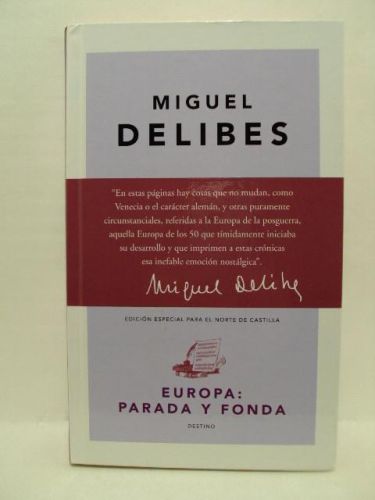 MIGUEL
DELIBES
"En estas páginas hay cosas que no mudan, como
Venecia o el carácter alemán, y otras puramente
circunstanciales, referidas a la Europa de la posguerra,
aquella Europa de los 50 que tímidamente iniciaba
su desarrollo y que imprimen a estas crónicas
esa inefable emoción nostálgica".
Miguel Delibes
EDICIÓN ESPECIAL PARA EL NORTE DE CASTILLA
EUROPA:
PARADA Y FONDA
DESTINO